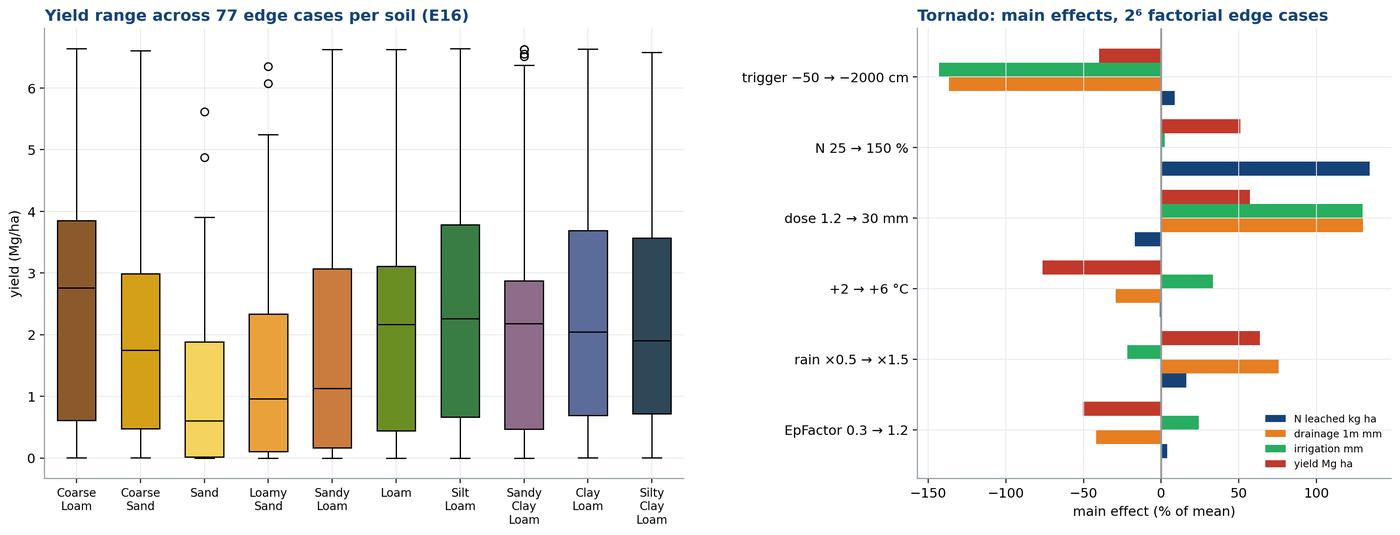 Yield range across 77 edge cases per soil (E16)
yield (Mg/ha)
6
5
4
3
2
1
0
Coarse
Loam
Coarse
Sand
Sand
Loamy
Sand
Sandy
Loam
Loam
Silt
Loam
Sandy
Clay
Loam
Clay
Loam
Silty
Clay
Loam
Tornado: main effects, 2⁶ factorial edge cases
trigger −50 → −2000 cm
N 25 → 150 %
dose 1.2 → 30 mm
+2 → +6 °C
rain ×0.5 → ×1.5
EpFactor 0.3 → 1.2
N leached kg ha
drainage 1m mm
irrigation mm
yield Mg ha
−150
−100
−50
0
50
100
main effect (% of mean)